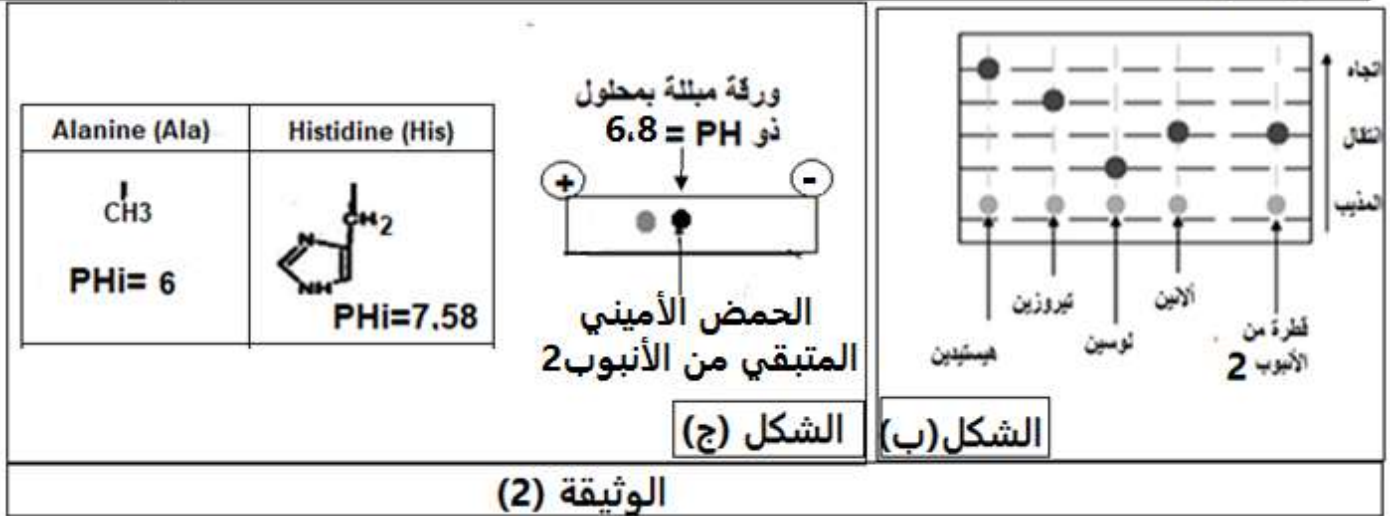 اتجاه
انتقال
المذيب
قطرة من
الأنبوب 2
ألانين
لوسين
تيروزين
هيستيدين
الشكل(ب)
ورقة مبللة بمحلول
ذو PH = 6،8
+
-
الحمض الأميني
المتبقي من الأنبوب2
Alanine (Ala)
Histidine (His)
CH3
PHi= 6
CH2
N
NH
PHi=7.58
الشكل (ج)
الوثيقة (2)